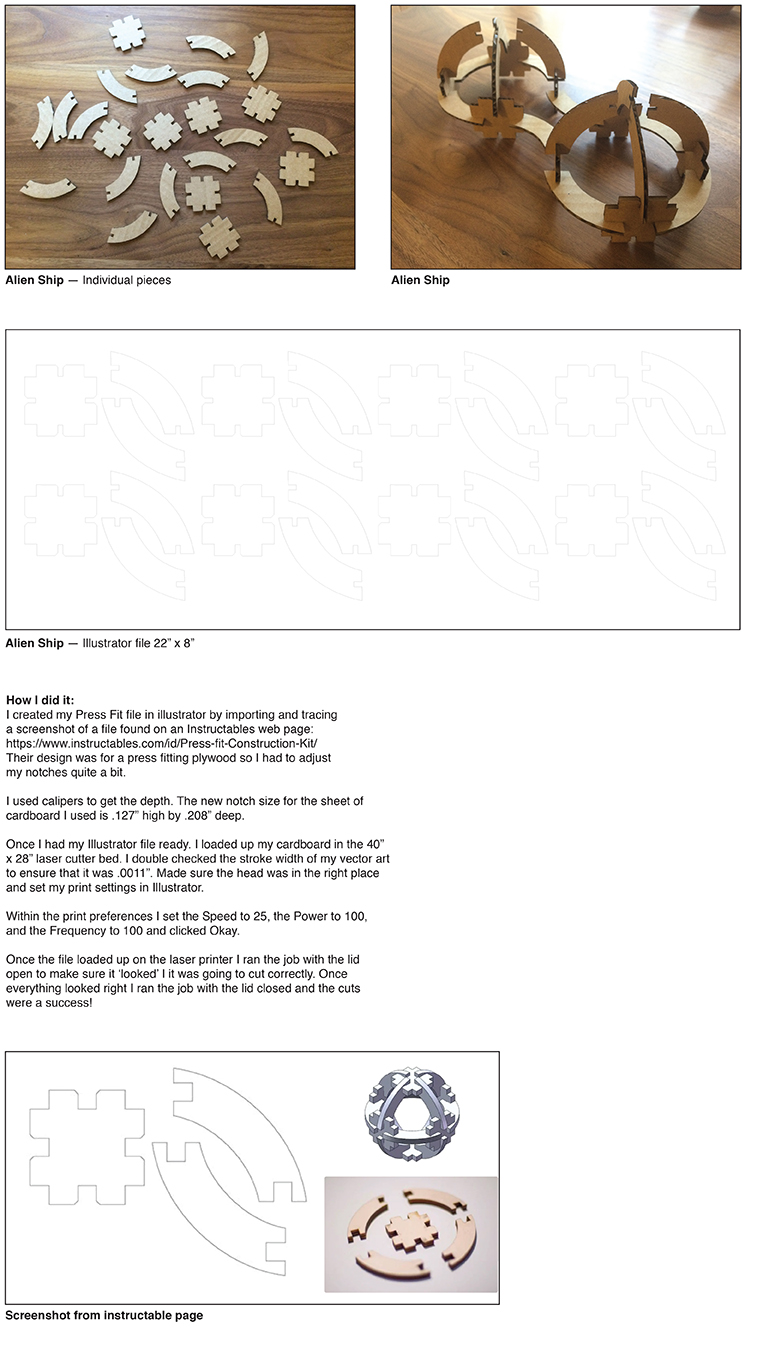 Alien Ship — Individual pieces
Alien Ship
Alien Ship — Illustrator file 22” x 8”
How I did it:
I created my Press Fit file in illustrator by importing and tracing
a screenshot of a file found on an Instructables web page:
https://www.instructables.com/id/Press-fit-Construction-Kit/
Their design was for a press fitting plywood so I had to adjust
my notches quite a bit.
I used calipers to get the depth. The new notch size for the sheet of
cardboard I used is .127” high by .208” deep.
Once I had my Illustrator file ready. I loaded up my cardboard in the 40”
x 28” laser cutter bed. I double checked the stroke width of my vector art
to ensure that it was .0011”. Made sure the head was in the right place
and set my print settings in Illustrator.
Within the print preferences I set the Speed to 25, the Power to 100,
and the Frequency to 100 and clicked Okay.
Once the file loaded up on the laser printer I ran the job with the lid
open to make sure it ‘looked’ I it was going to cut correctly. Once
everything looked right I ran the job with the lid closed and the cuts
were a success!
Screenshot from instructable page